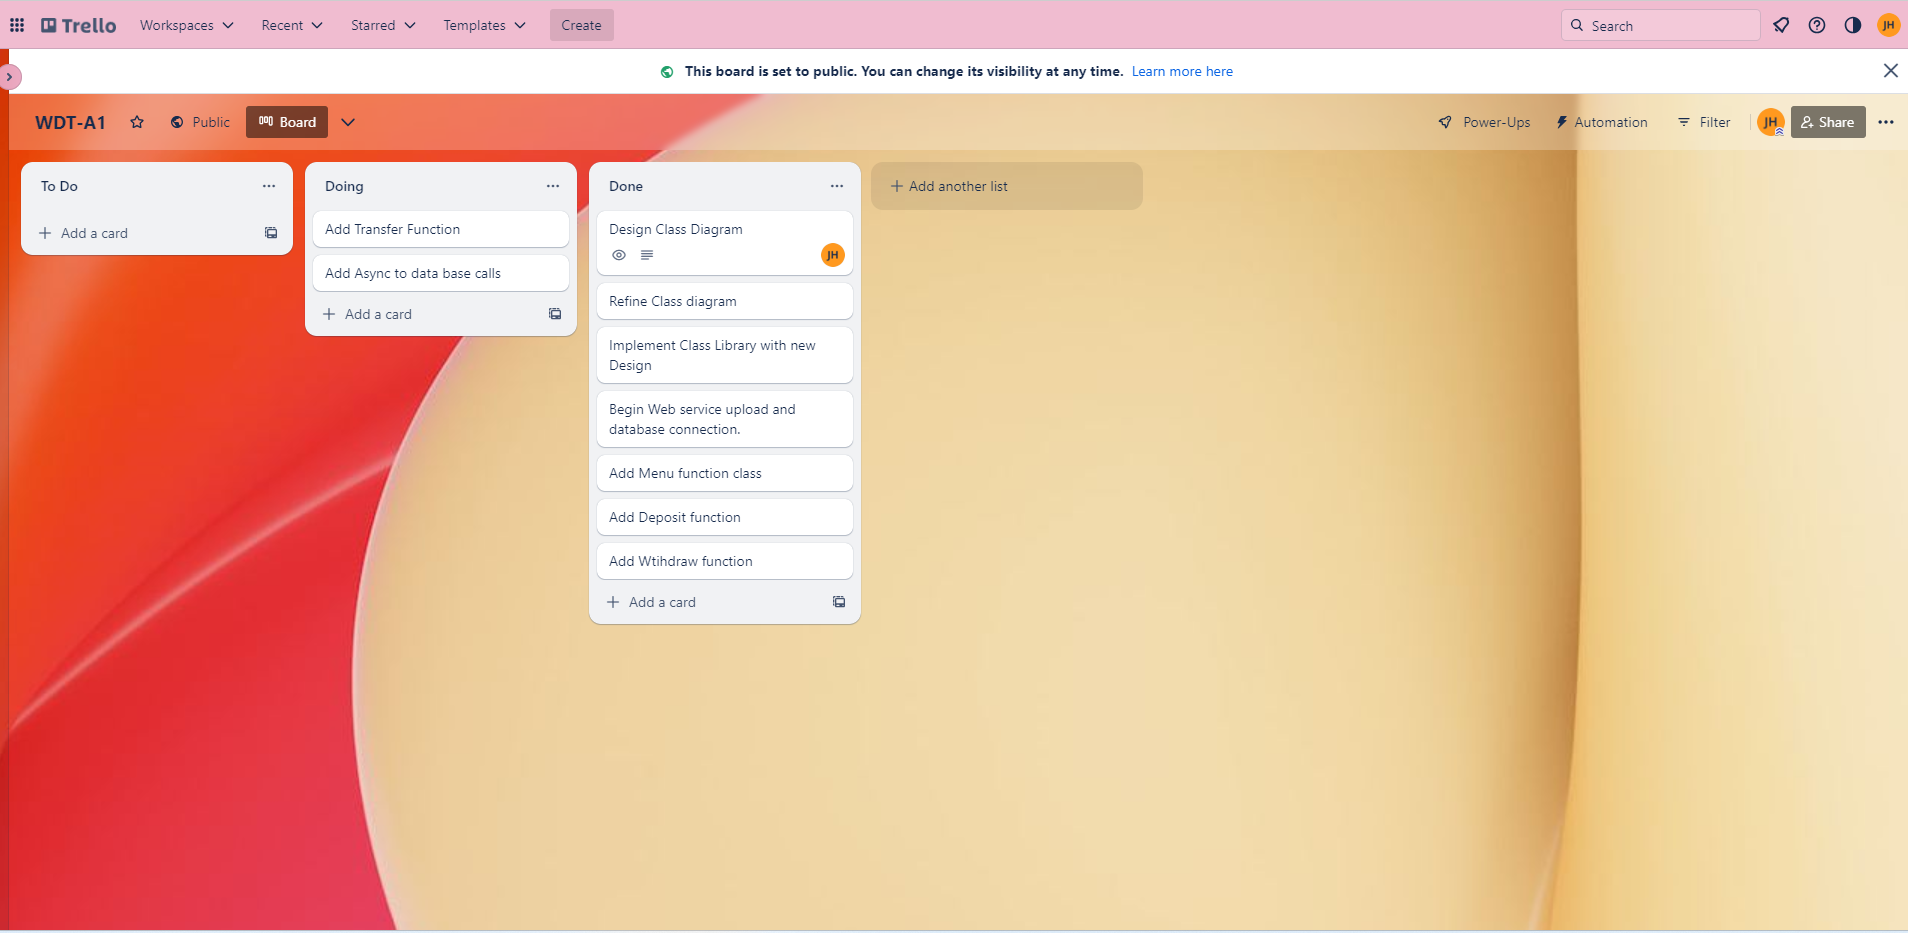 Trello
Workspaces
Recent
Starred
Templates
Create
Search
JH
This board is set to public. You can change its visibility at any time. Learn more here
WDT-A1
Public
Board
Power-Ups
Automation
Filter
JH
Share
To Do
Add a card
Doing
Add Transfer Function
Add Async to data base calls
Add a card
Done
Design Class Diagram
JH
Refine Class diagram
Implement Class Library with new
Design
Begin Web service upload and
database connection.
Add Menu function class
Add Deposit function
Add Wtihdraw function
Add a card
Add another list